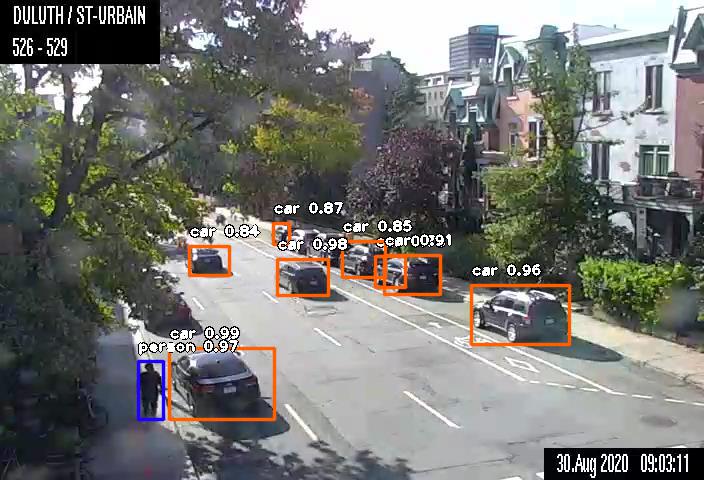 DULUTH / ST-URBAIN
526 - 529
car 0.87
car 0.84
car 0.85
car 0.98
car 0.91
car 0.96
car 0.99
person 0.97
30.Aug 2020 09:03:11